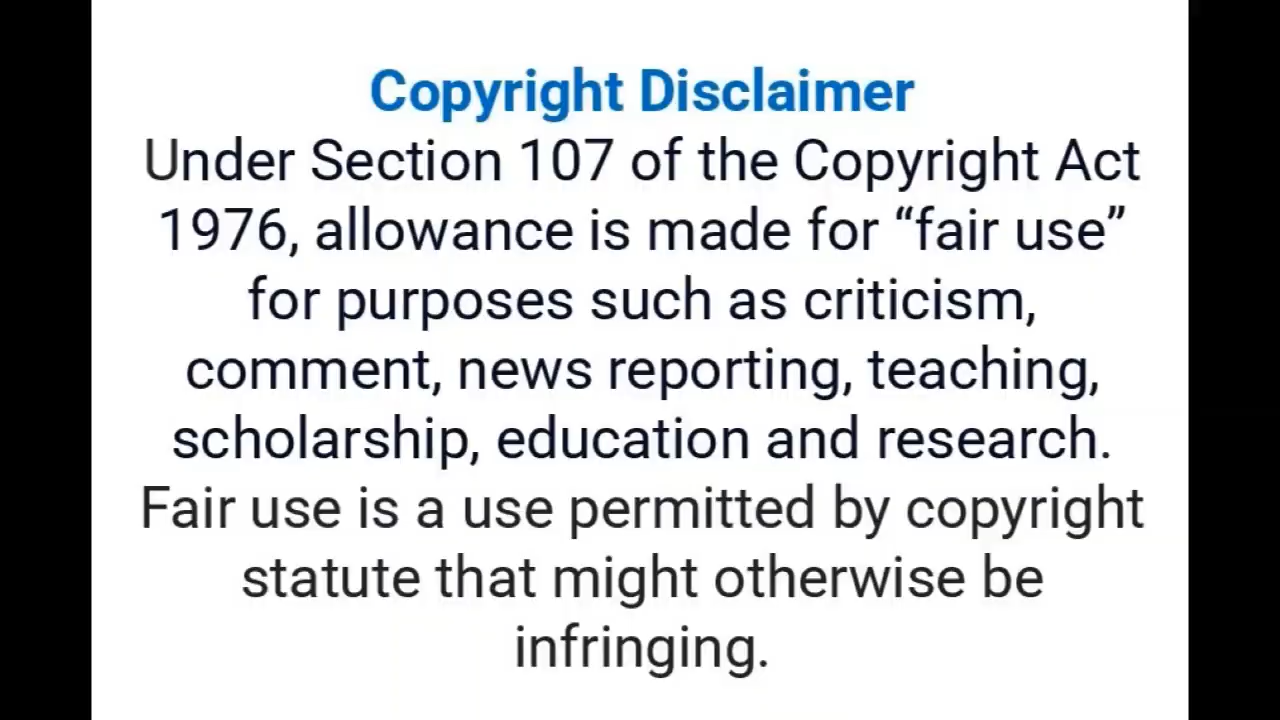 Copyright Disclaimer
Under Section 107 of the Copyright Act
1976, allowance is made for “fair use”
for purposes such as criticism,
comment, news reporting, teaching,
scholarship, education and research.
Fair use is a use permitted by copyright
statute that might otherwise be
infringing.